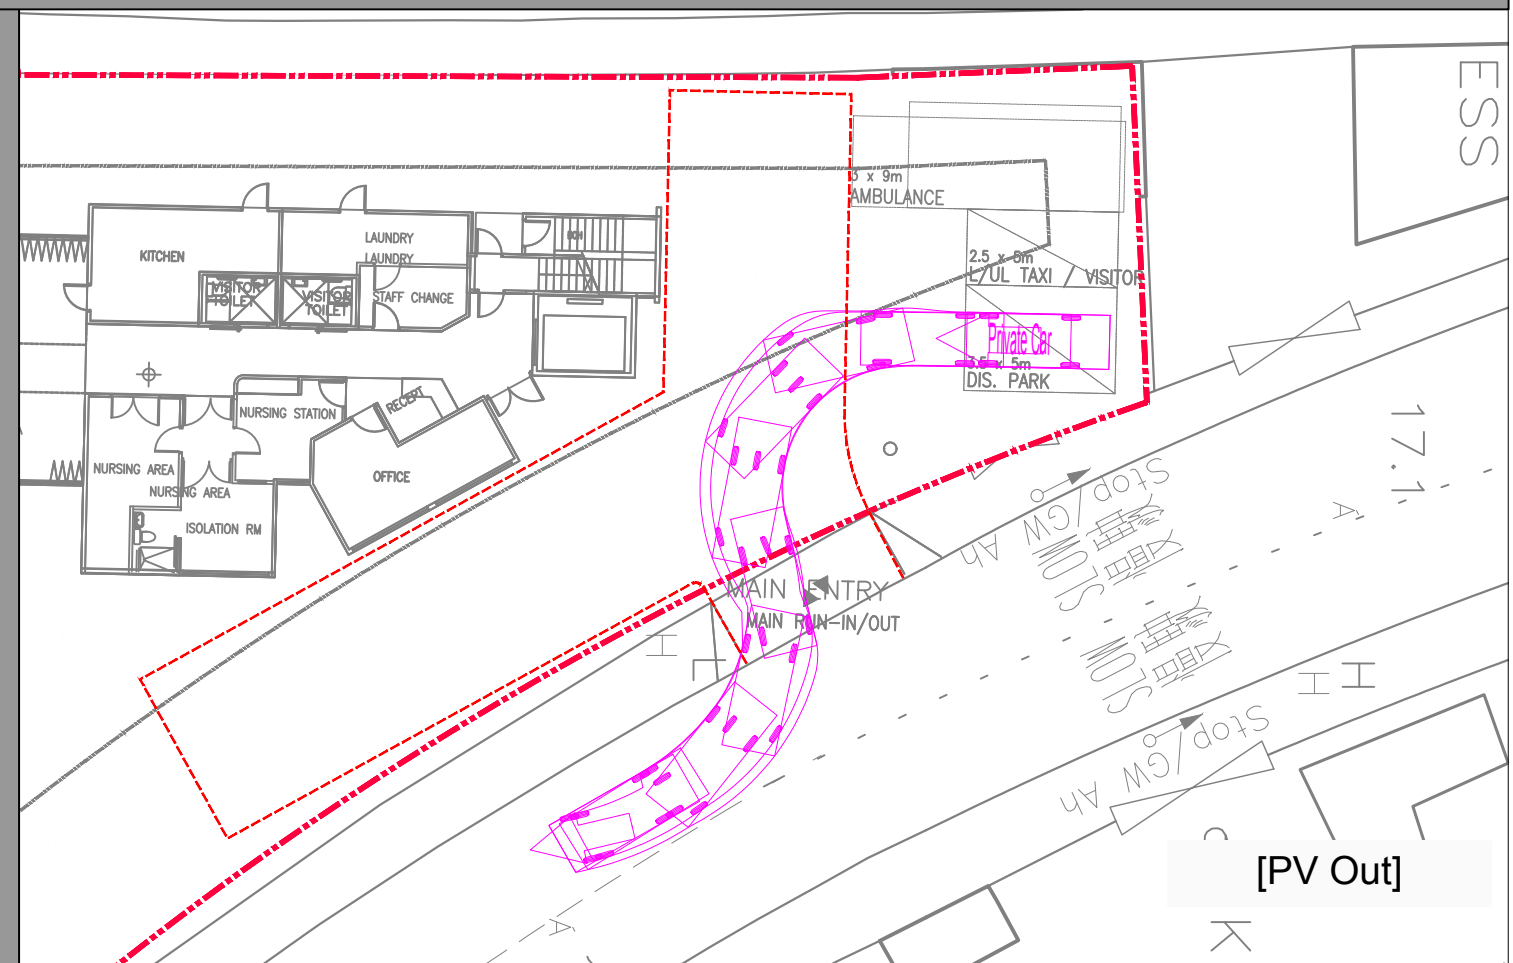 ESS
3 x 9m
AMBULANCE
2.5 x 5m
L/UL TAXI / VISITOR
KITCHEN
LAUNDRY
LAUNDRY
VISITOR
TOILET
VISITOR
TOILET
STAFF CHANGE
Private Car
3.5 x 5m
DIS. PARK
NURSING STATION
RECEPT
OFFICE
NURSING AREA
NURSING AREA
ISOLATION RM
17.1
Stop/GW Ah
SLOW
MAIN ENTRY
MAIN RUN-IN/OUT
H
SLOW
H
H
Stop/GW Ah
[PV Out]
K